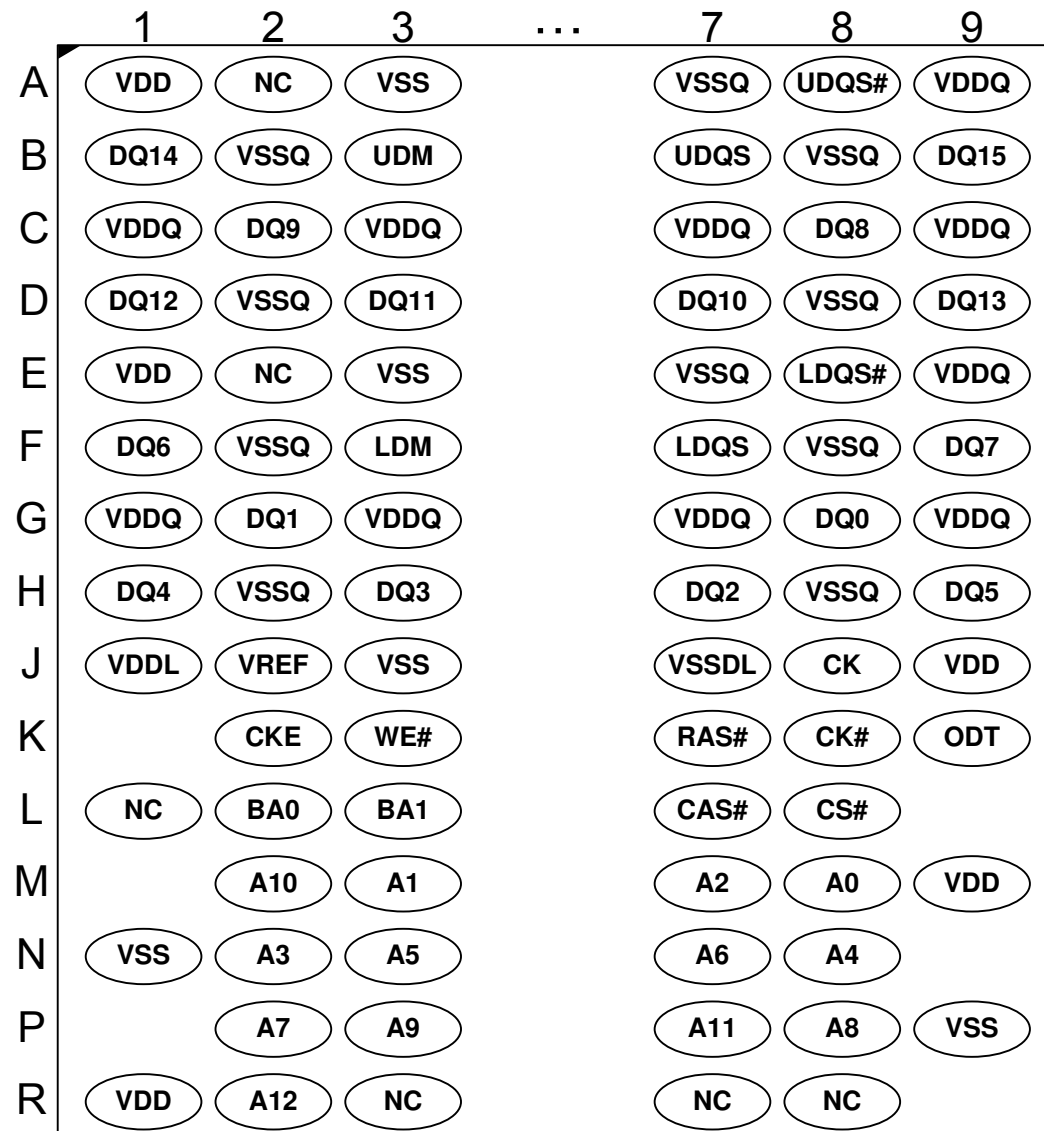 1 2 3 ... 7 8 9
A VDD NC VSS VSSQ UDQS# VDDQ
B DQ14 VSSQ UDM UDQS VSSQ DQ15
C VDDQ DQ9 VDDQ VDDQ DQ8 VDDQ
D DQ12 VSSQ DQ11 DQ10 VSSQ DQ13
E VDD NC VSS VSSQ LDQS# VDDQ
F DQ6 VSSQ LDM LDQS VSSQ DQ7
G VDDQ DQ1 VDDQ VDDQ DQ0 VDDQ
H DQ4 VSSQ DQ3 DQ2 VSSQ DQ5
J VDDL VREF VSS VSSDL CK VDD
K CKE WE# RAS# CK# ODT
L NC BA0 BA1 CAS# CS#
M A10 A1 A2 A0 VDD
N VSS A3 A5 A6 A4
P A7 A9 A11 A8 VSS
R VDD A12 NC NC NC